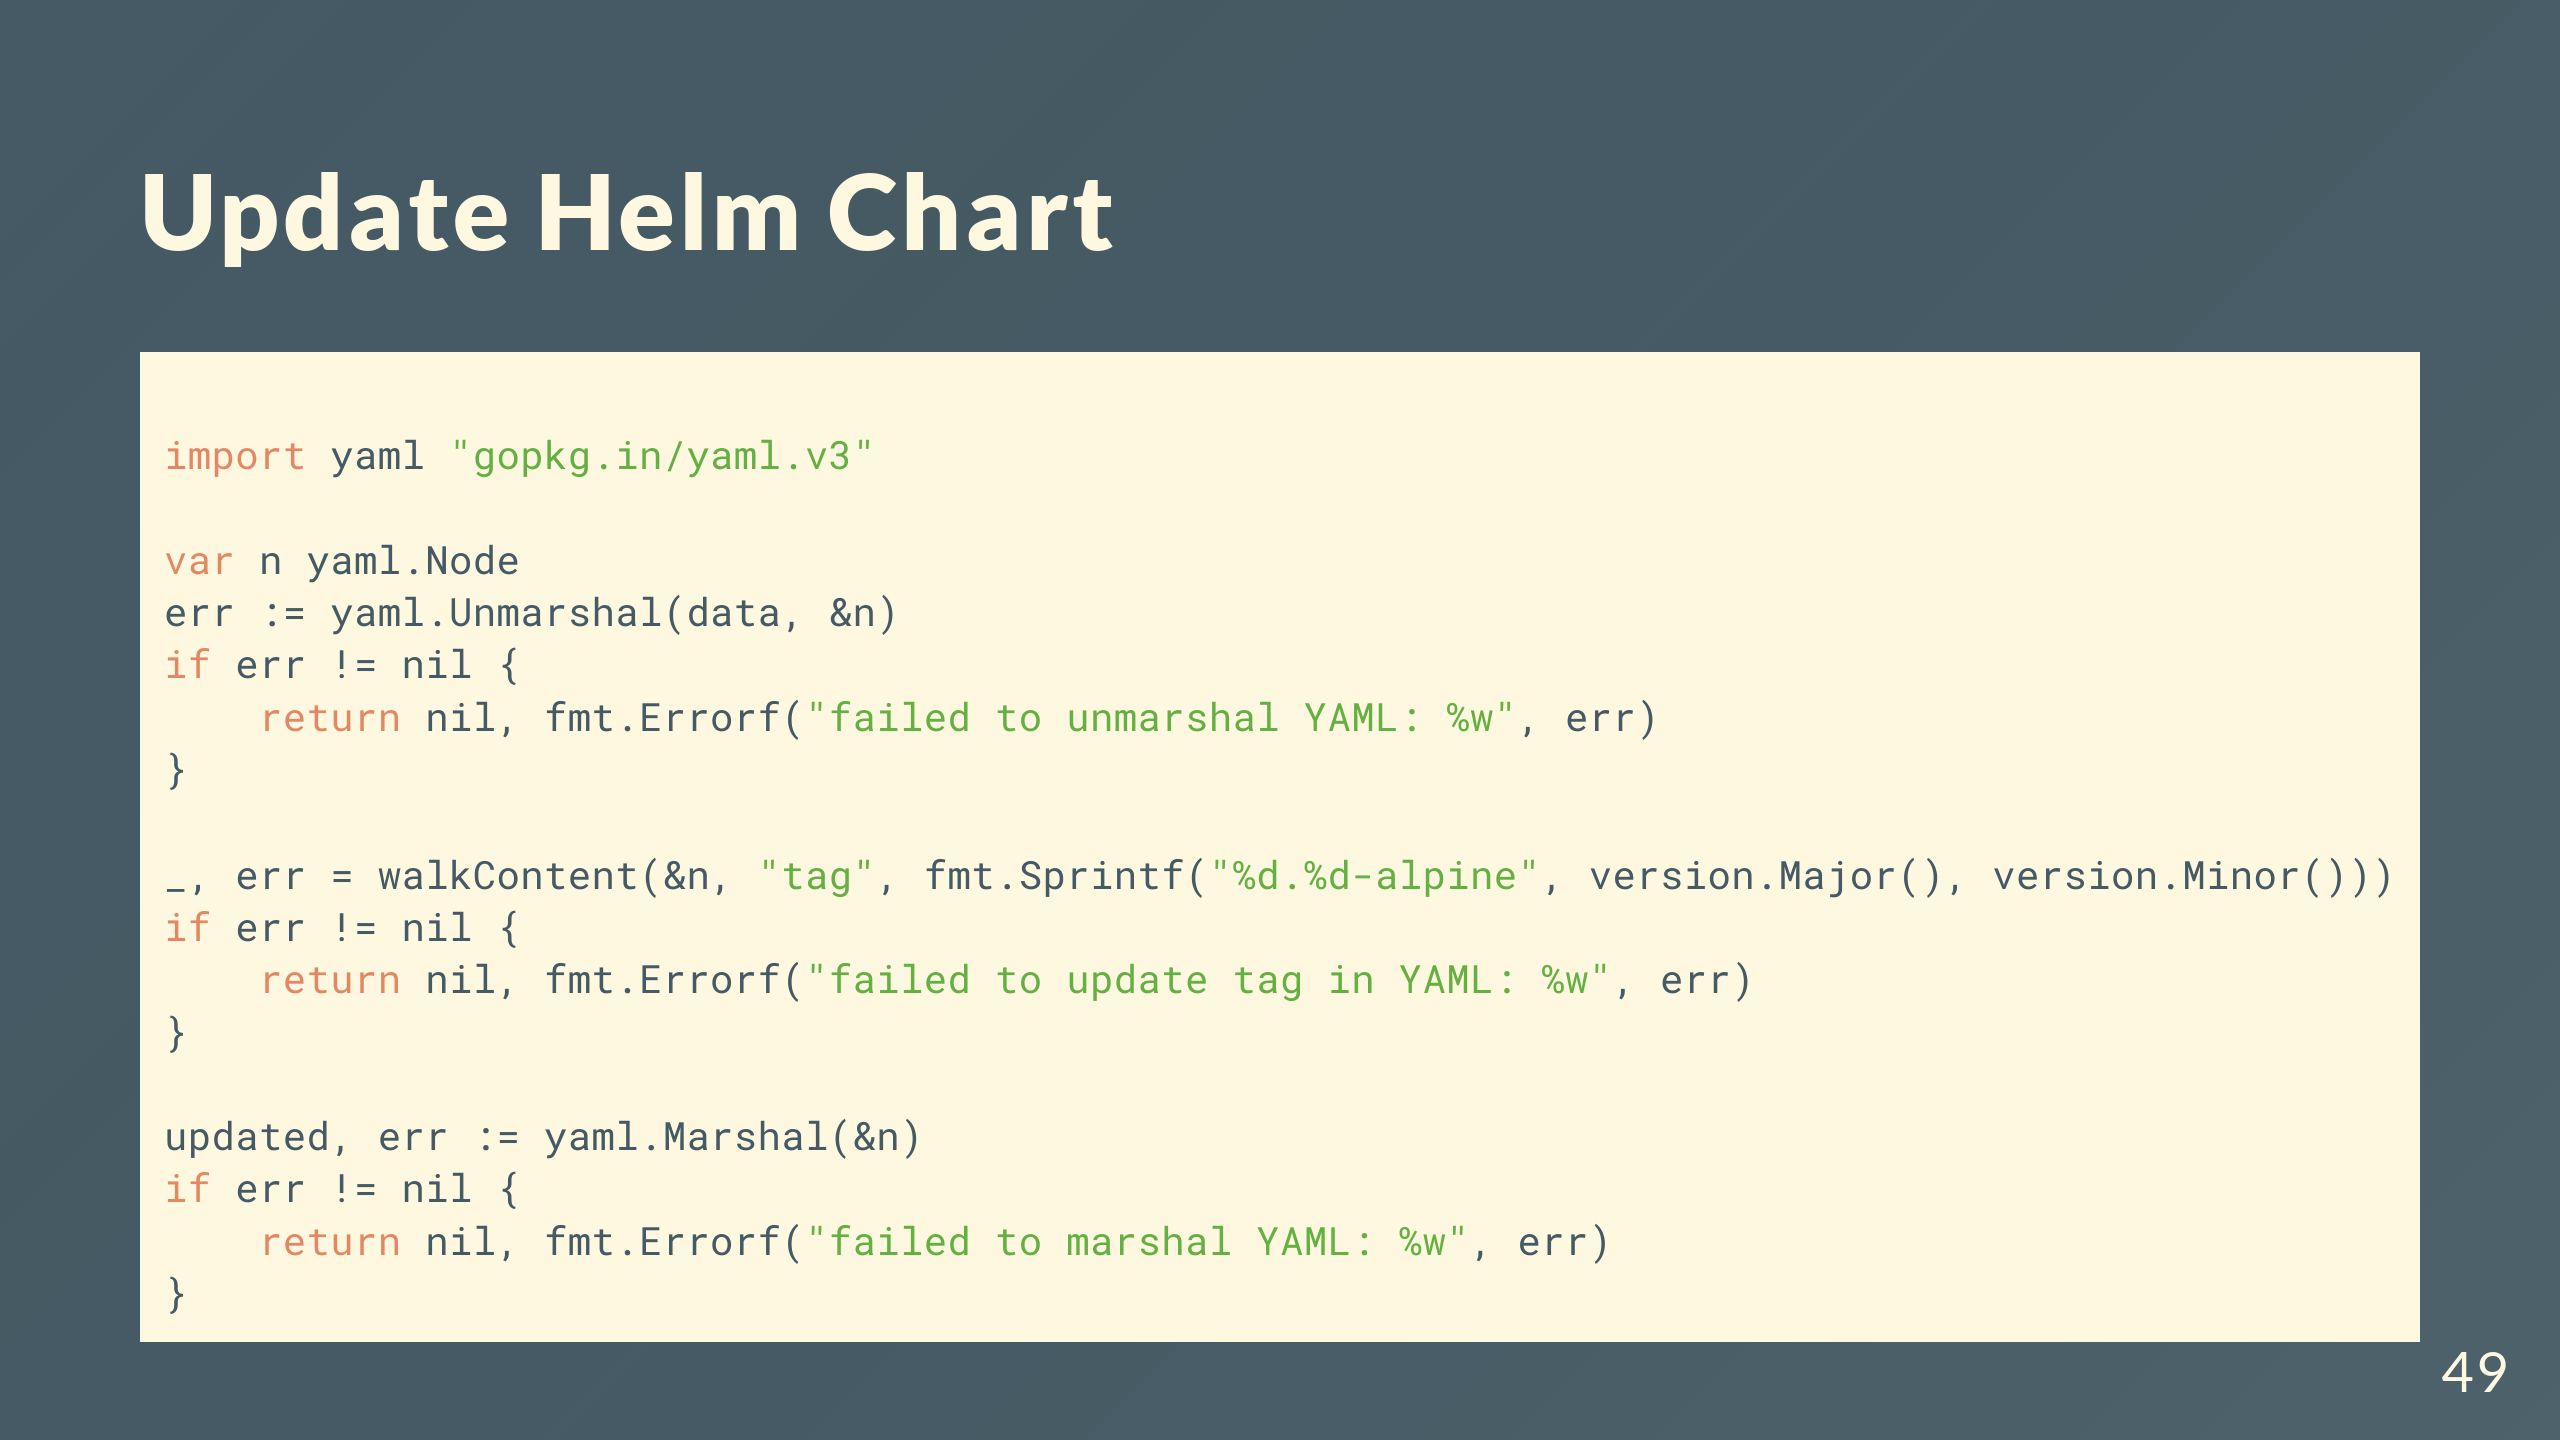 Update Helm Chart
import yaml "gopkg.in/yaml.v3"
var n yaml.Node
err := yaml.Unmarshal(data, &n)
if err != nil {
    return nil, fmt.Errorf("failed to unmarshal YAML: %w", err)
}
_, err = walkContent(&n, "tag", fmt.Sprintf("%d.%d-alpine", version.Major(), version.Minor()))
if err != nil {
    return nil, fmt.Errorf("failed to update tag in YAML: %w", err)
}
updated, err := yaml.Marshal(&n)
if err != nil {
    return nil, fmt.Errorf("failed to marshal YAML: %w", err)
}
49